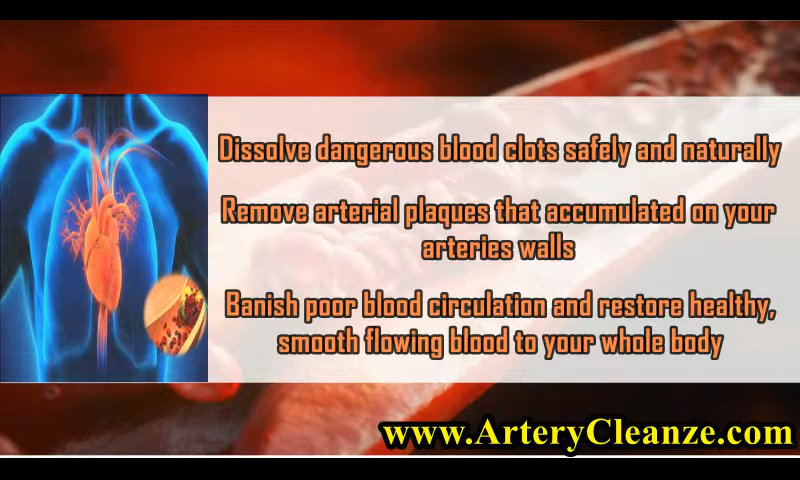 Dissolve dangerous blood clots safely and naturally
Remove arterial plaques that accumulated on your
arteries walls
Banish poor blood circulation and restore healthy,
smooth flowing blood to your whole body
www.ArteryCleanze.com